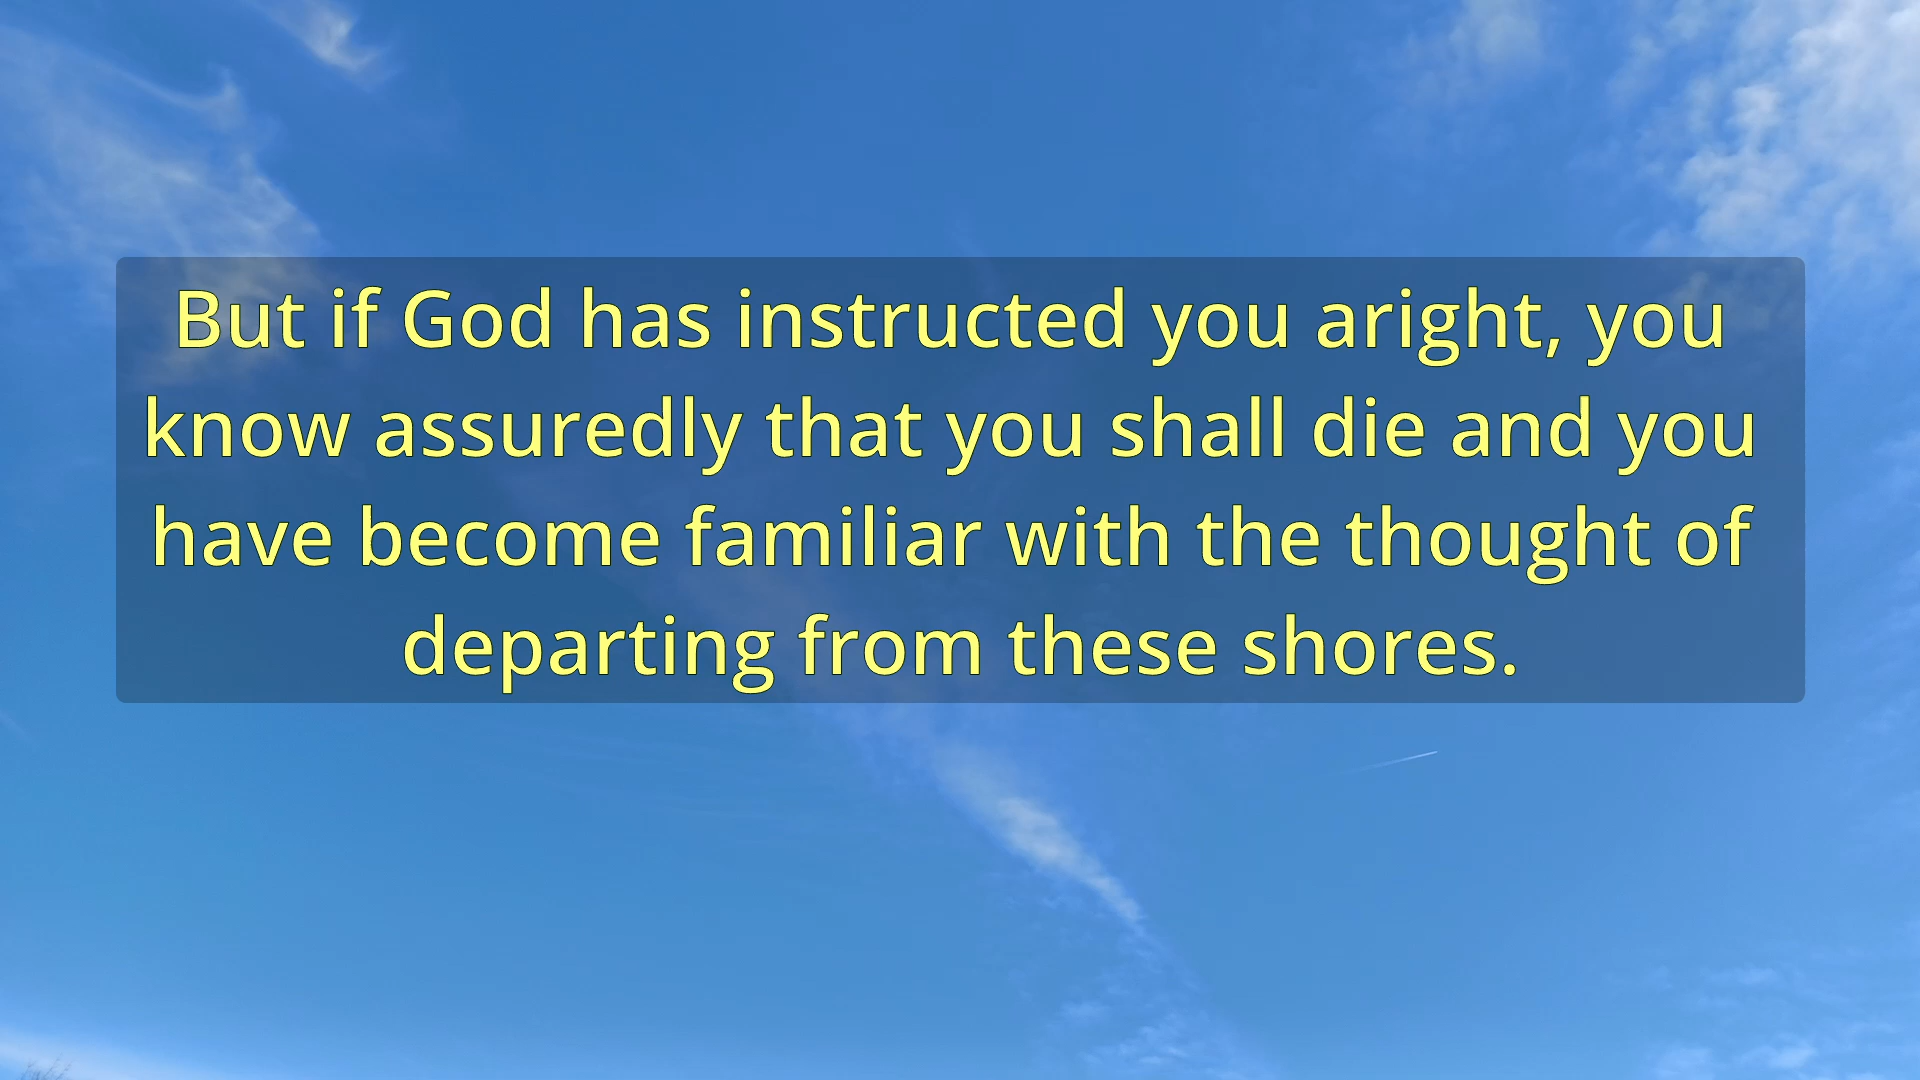 But if God has instructed you aright, you
know assuredly that you shall die and you
have become familiar with the thought of
departing from these shores.